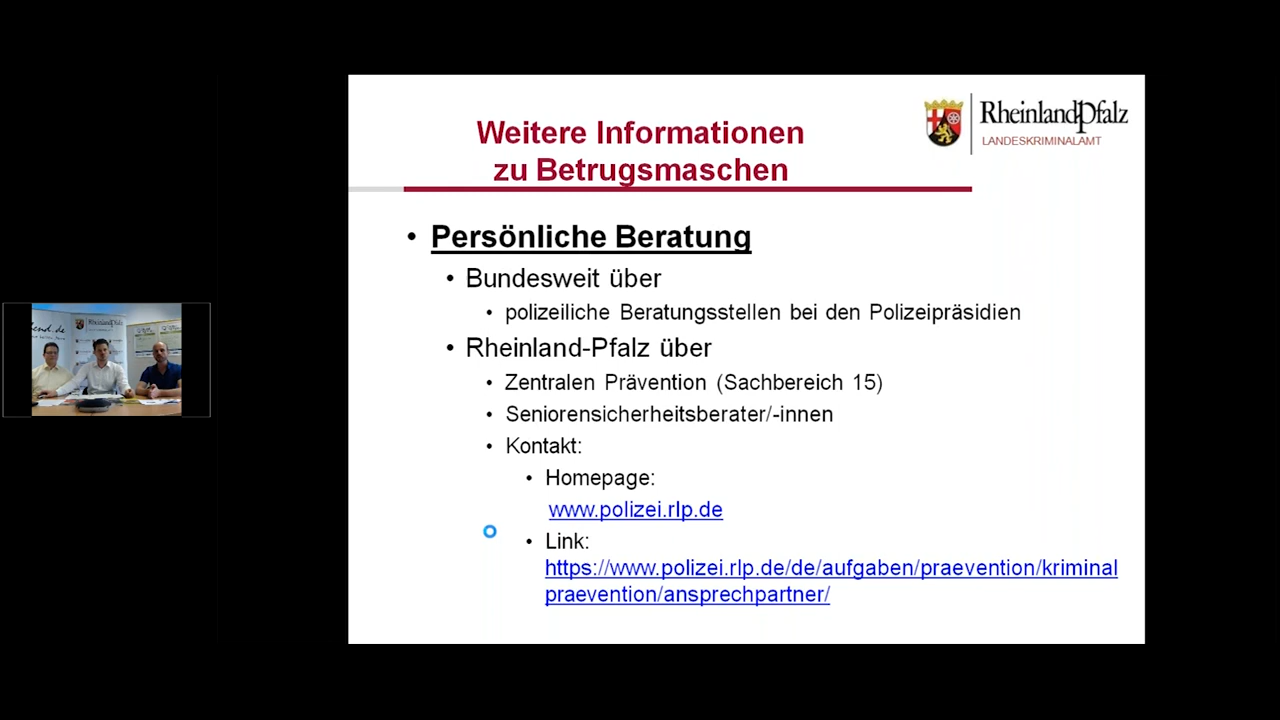 Weitere Informationen
zu Betrugsmaschen
RheinlandPfalz
LANDESKRIMINALAMT
• Persönliche Beratung
• Bundesweit über
• polizeiliche Beratungsstellen bei den Polizeipräsidien
• Rheinland-Pfalz über
• Zentralen Prävention (Sachbereich 15)
• Seniorensicherheitsberater/-innen
• Kontakt:
• Homepage:
www.polizei.rlp.de
• Link:
https://www.polizei.rlp.de/de/aufgaben/praevention/kriminal
praevention/ansprechpartner/
RheinlandPfalz